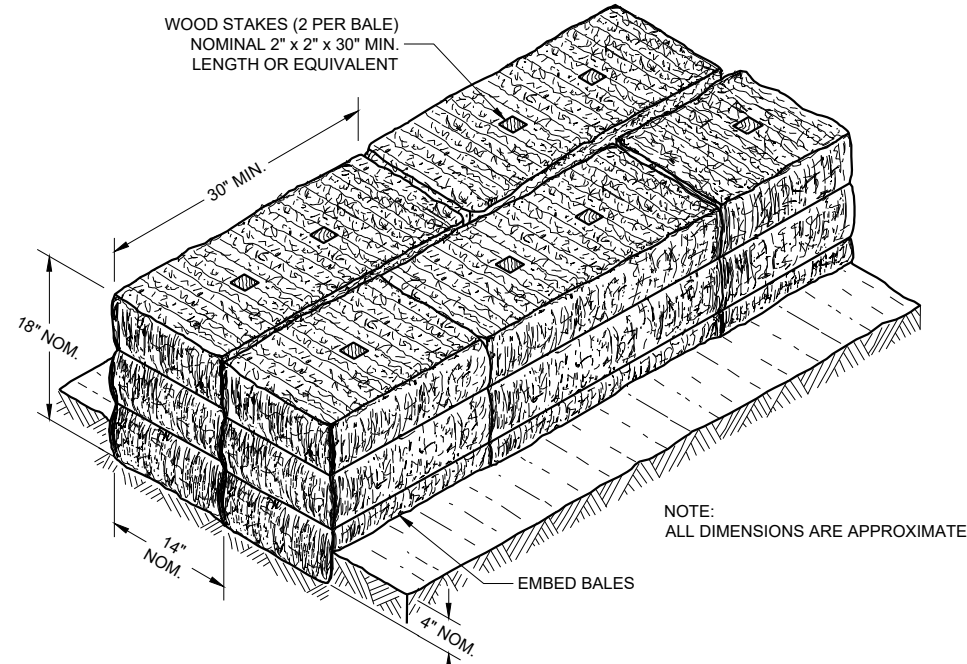 WOOD STAKES (2 PER BALE)
NOMINAL 2" x 2" x 30" MIN.
LENGTH OR EQUIVALENT
30" MIN.
18" NOM.
14"
NOM.
NOTE:
ALL DIMENSIONS ARE APPROXIMATE
EMBED BALES
4" NOM.